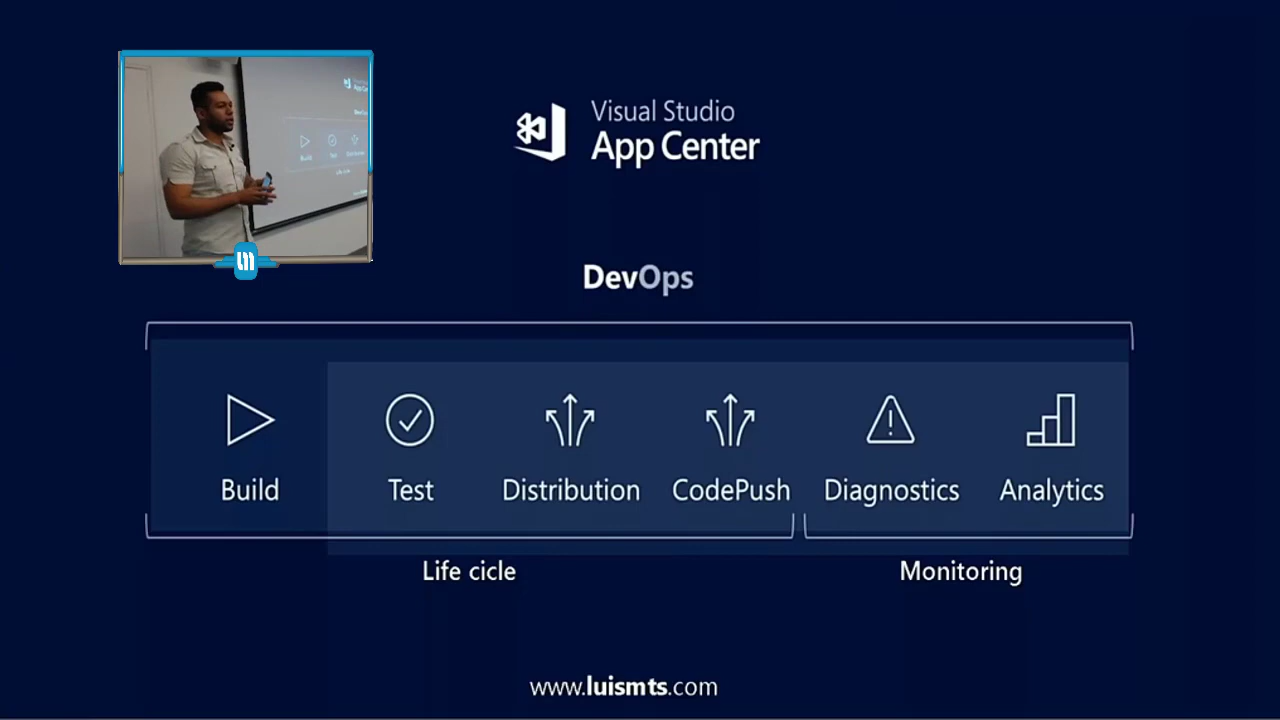 Visual Studio
App Center
DevOps
Build
Test
Distribution
CodePush
Diagnostics
Analytics
Life cicle
Monitoring
www.luismts.com